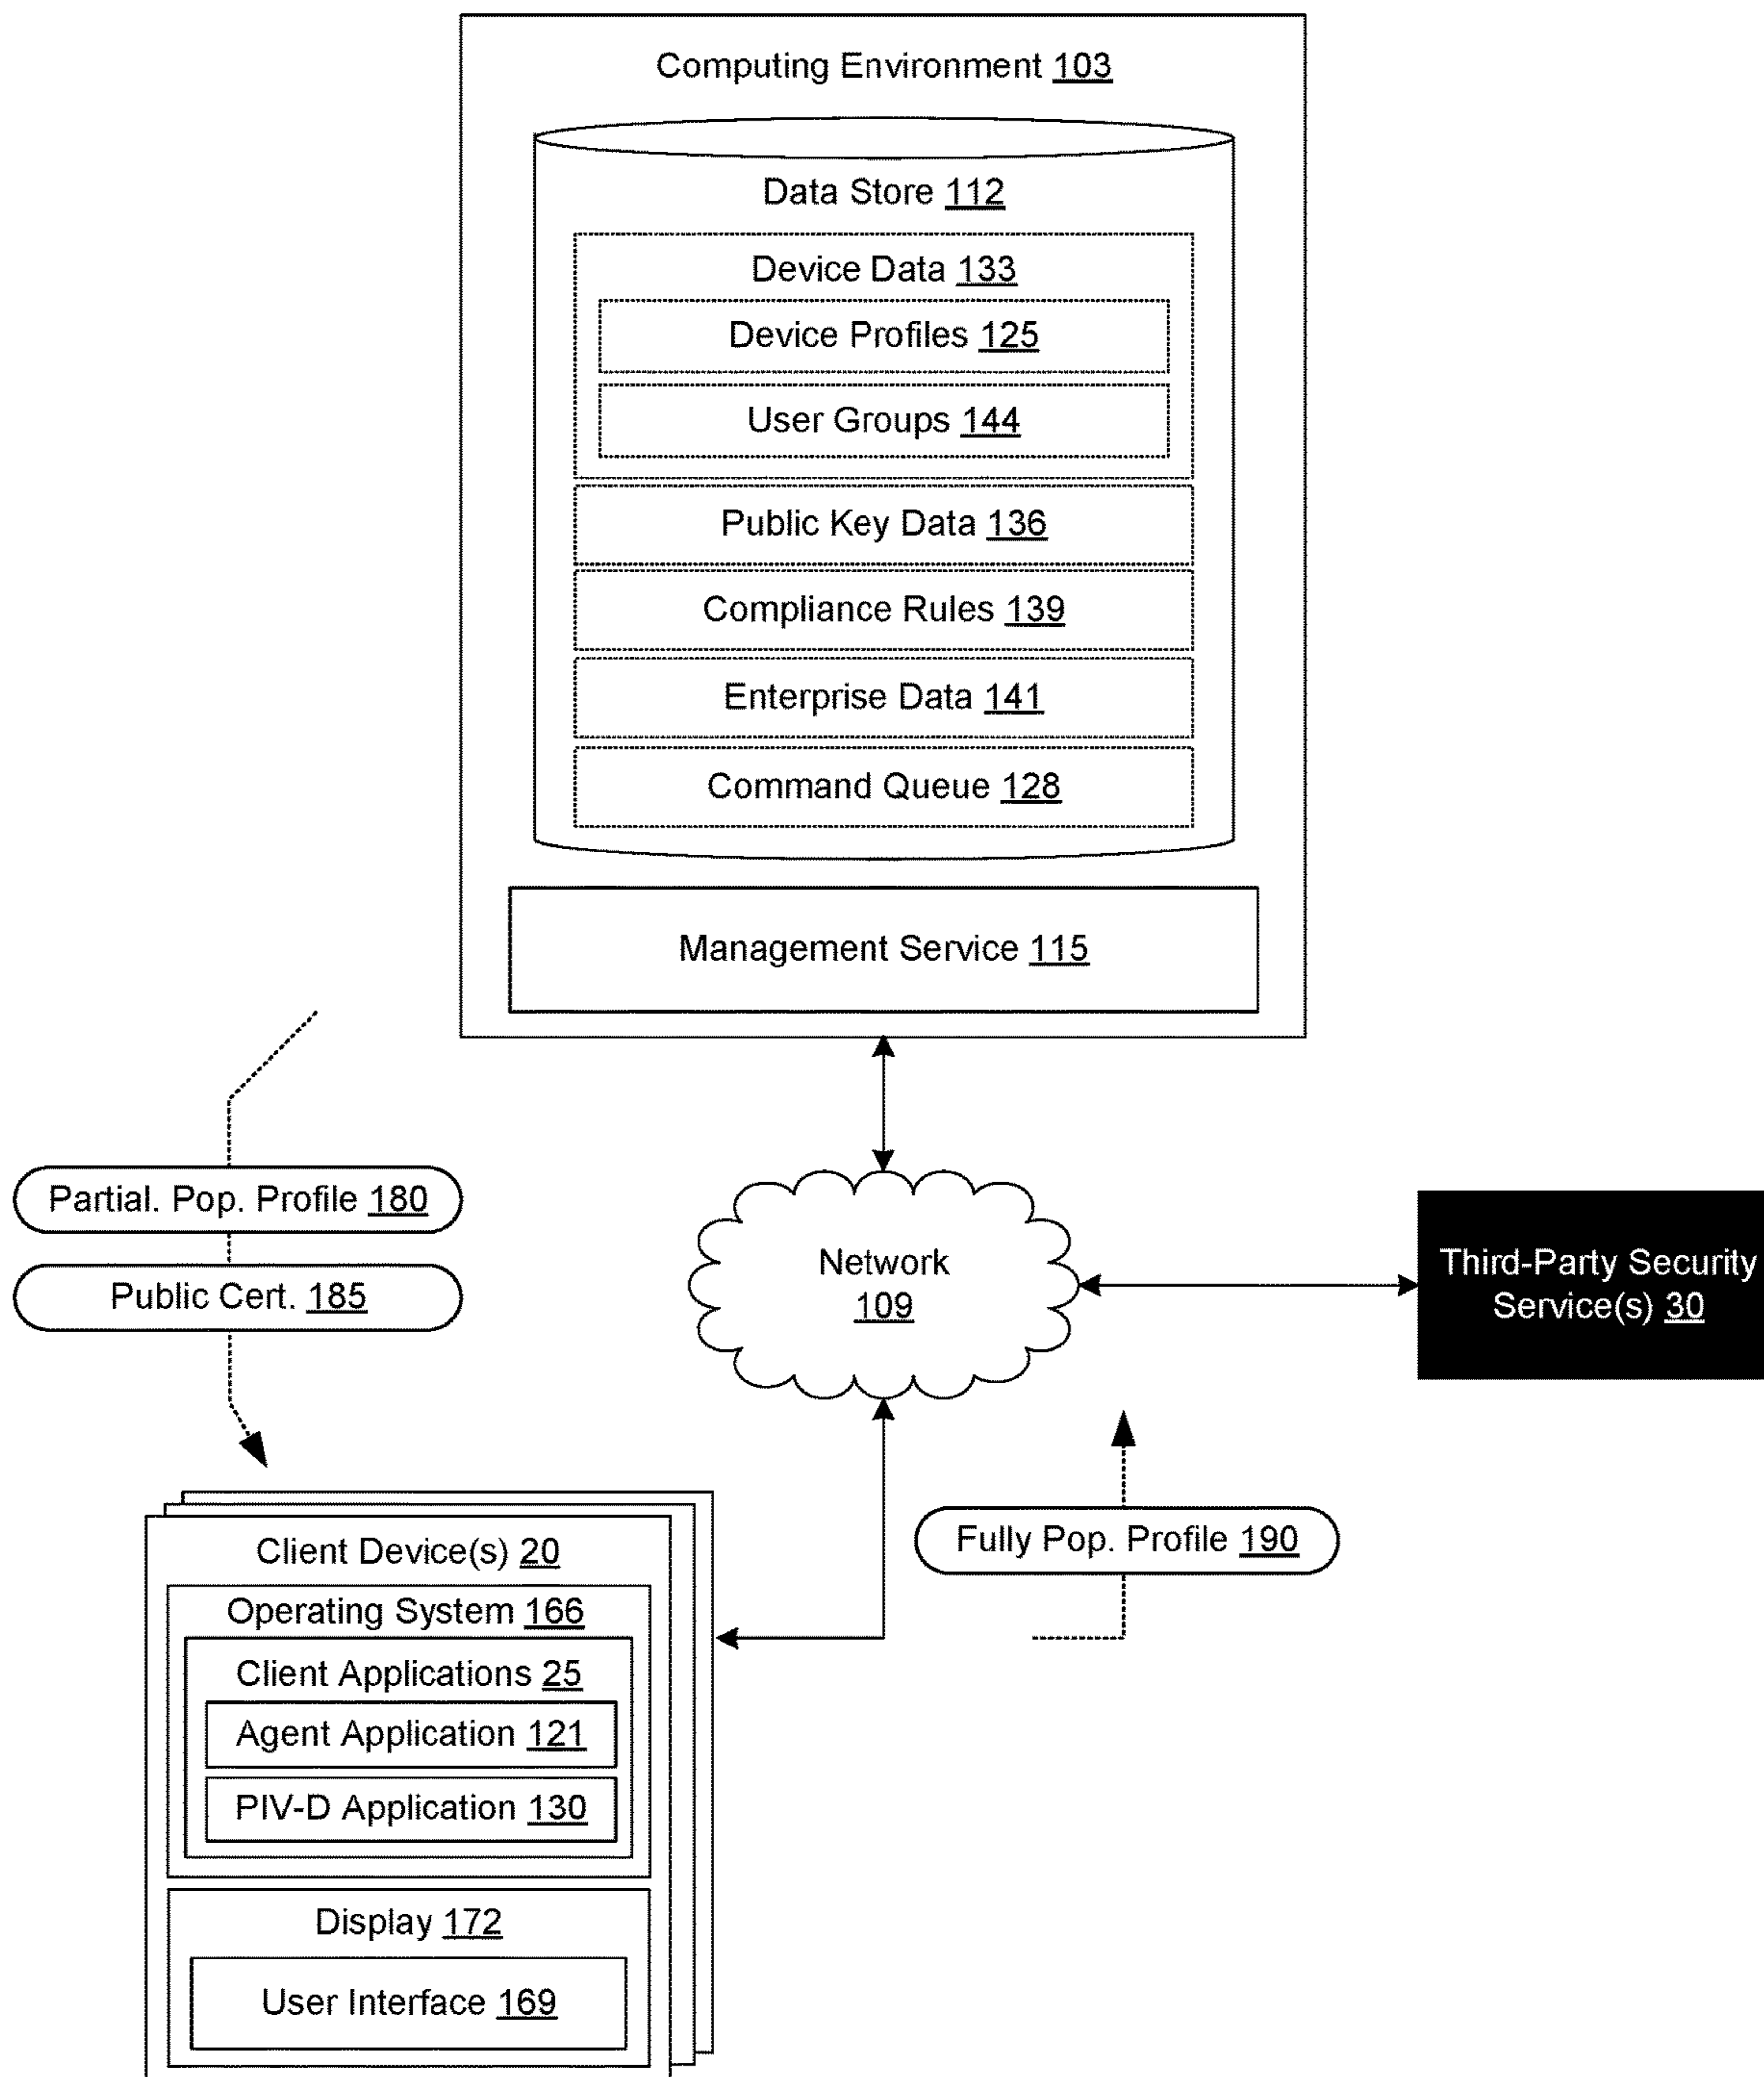 Computing Environment 103
Data Store 112
Device Data 133
Device Profiles 125
User Groups 144
Public Key Data 136
Compliance Rules 139
Enterprise Data 141
Command Queue 128
Management Service 115
Partial. Pop. Profile 180
Public Cert. 185
Network
109
Third-Party Security
Service(s) 30
Fully Pop. Profile 190
Client Device(s) 20
Operating System 166
Client Applications 25
Agent Application 121
PIV-D Application 130
Display 172
User Interface 169